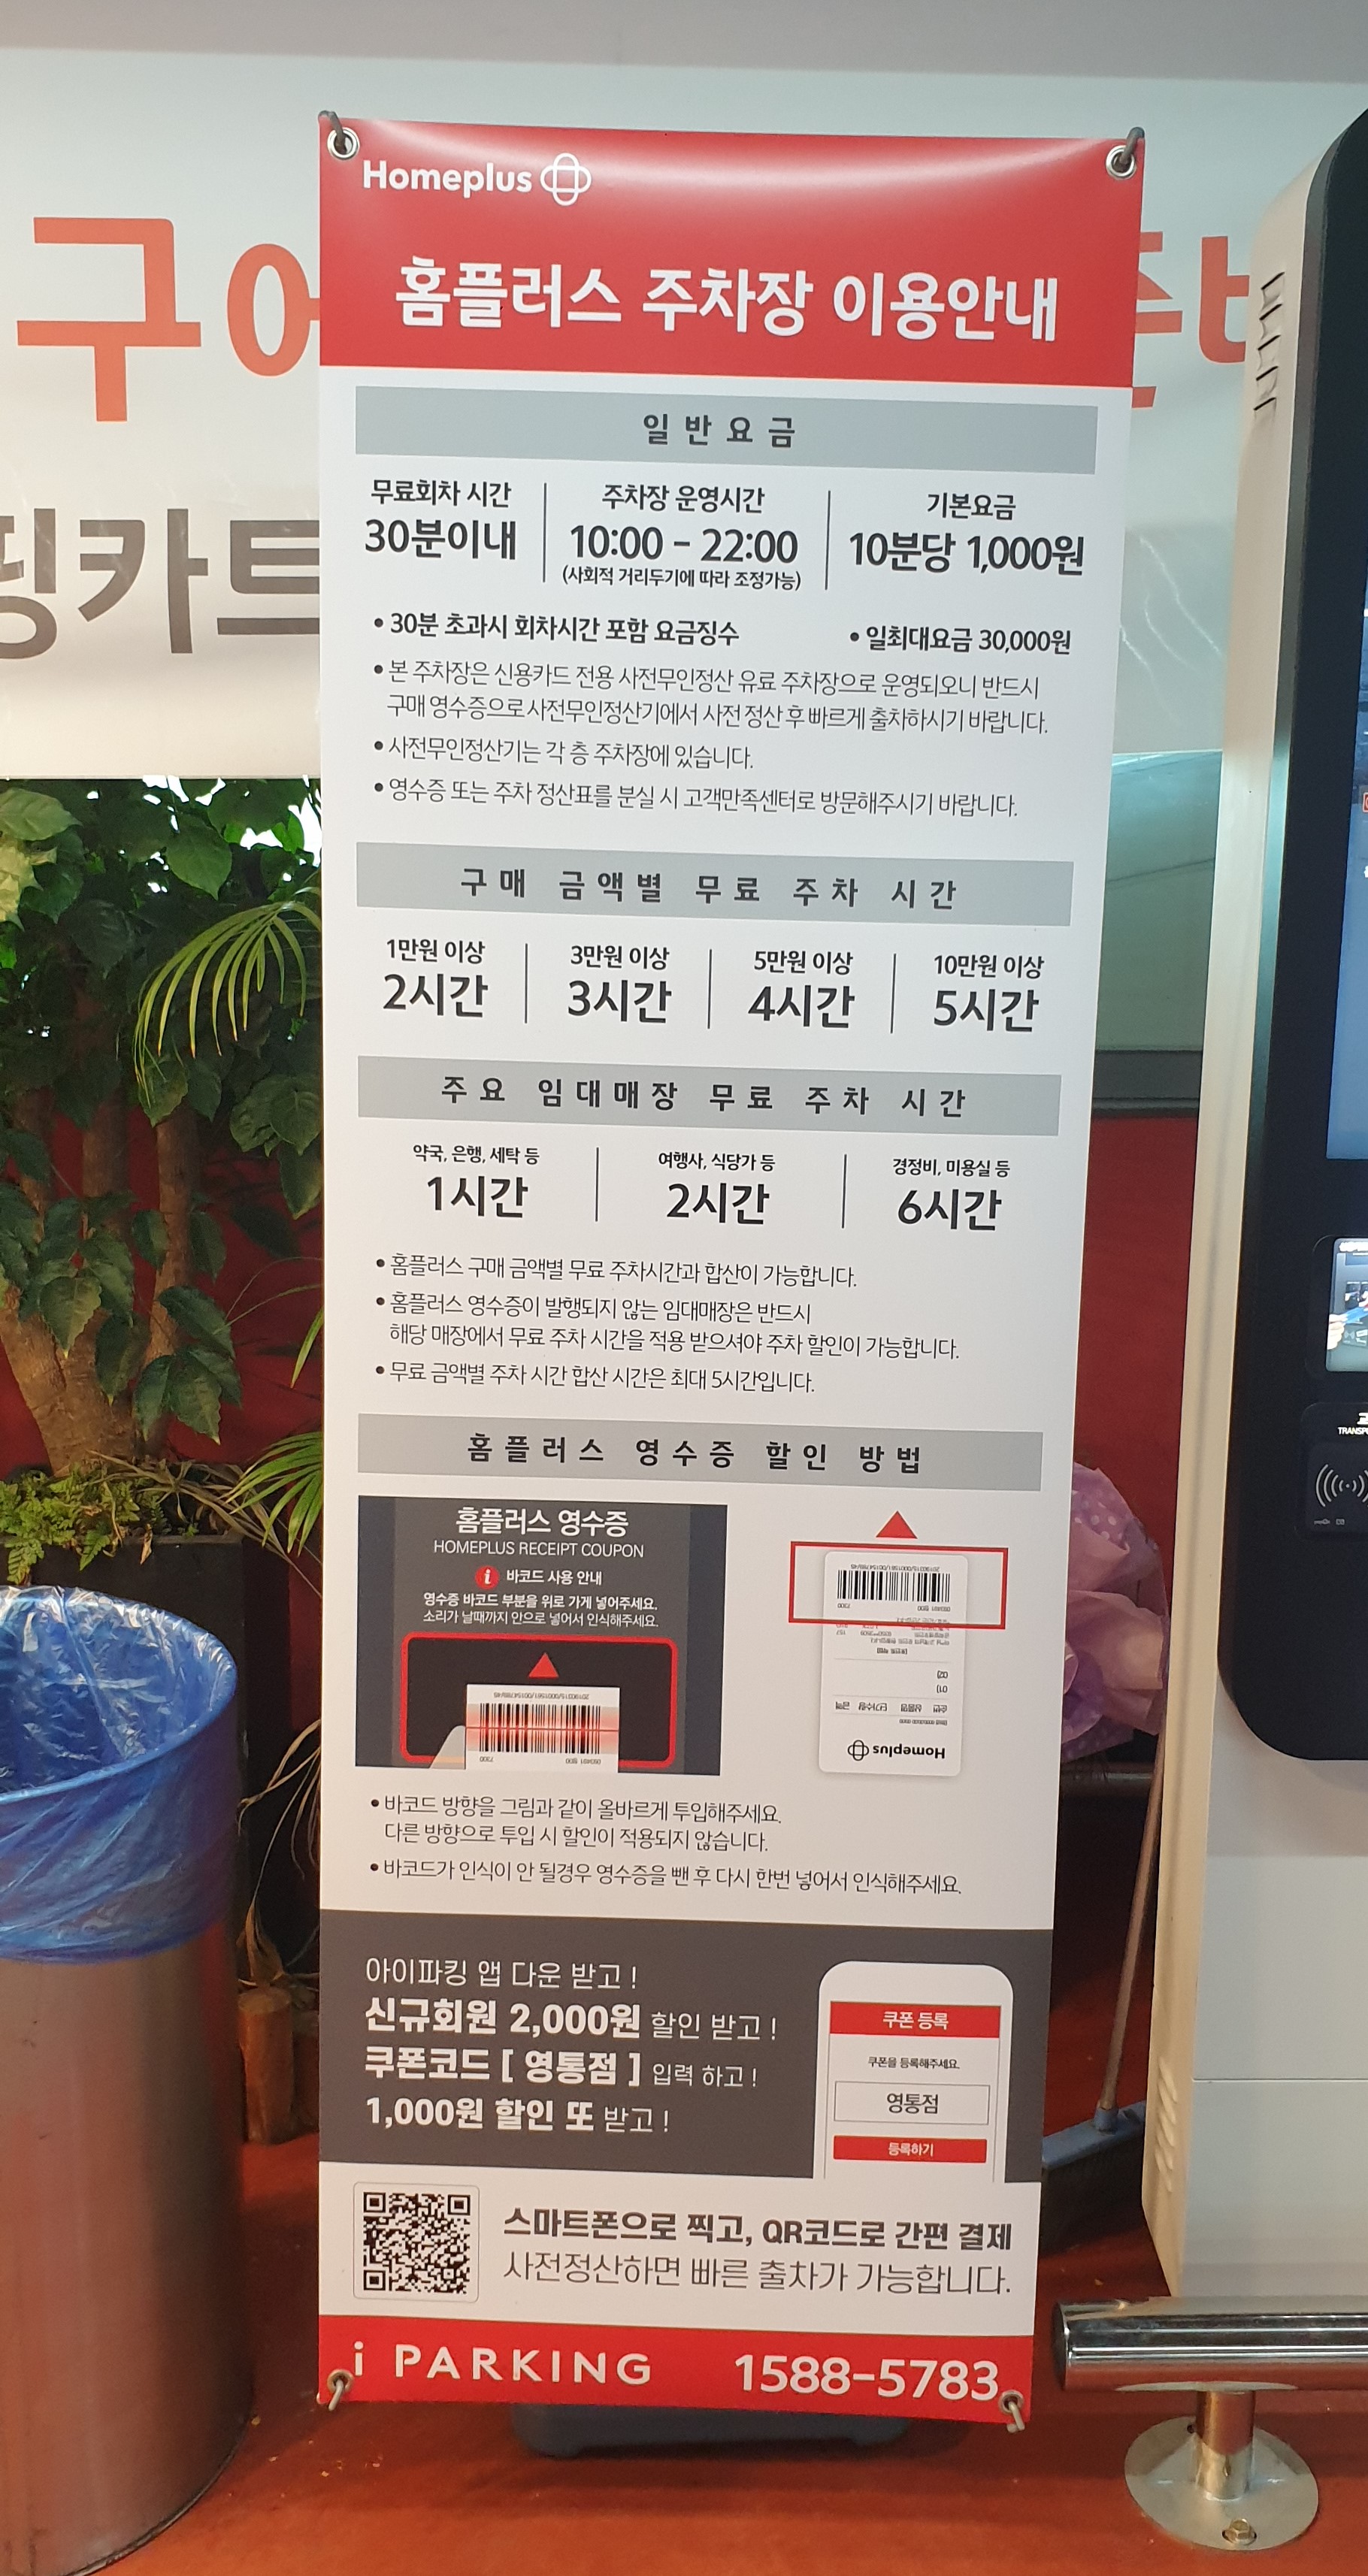 Homeplus
홈플러스 주차장 이용안내
일반요금
무료회차 시간
30분이내
주차장 운영시간
10:00 - 22:00
(사회적 거리두기에 따라 조정가능)
기본요금
10분당 1,000원
• 30분 초과시 회차시간 포함 요금징수
• 일최대요금 30,000원
• 본 주차장은 신용카드 전용 사전무인정산 유료 주차장으로 운영되오니 반드시
구매 영수증으로 사전무인정산기에서 사전 정산 후 빠르게 출차하시기 바랍니다.
• 사전무인정산기는 각 층 주차장에 있습니다.
• 영수증 또는 주차 정산표를 분실 시 고객만족센터로 방문해주시기 바랍니다.
구매 금액별 무료 주차 시간
1만원 이상
2시간
3만원 이상
3시간
5만원 이상
4시간
10만원 이상
5시간
주요 임대매장 무료 주차 시간
약국, 은행, 세탁 등
1시간
여행사, 식당가 등
2시간
경정비, 미용실 등
6시간
• 홈플러스 구매 금액별 무료 주차시간과 합산이 가능합니다.
• 홈플러스 영수증이 발행되지 않는 임대매장은 반드시
해당 매장에서 무료 주차 시간을 적용 받으셔야 주차 할인이 가능합니다.
• 무료 금액별 주차 시간 합산 시간은 최대 5시간입니다.
홈플러스 영수증 할인 방법
홈플러스 영수증
HOMEPLUS RECEIPT COUPON
i 바코드 사용 안내
영수증 바코드 부분을 위로 가게 넣어주세요.
소리가 날때까지 안으로 넣어서 인식해주세요.
Homeplus
• 바코드 방향을 그림과 같이 올바르게 투입해주세요.
다른 방향으로 투입 시 할인이 적용되지 않습니다.
• 바코드가 인식이 안 될경우 영수증을 뺀 후 다시 한번 넣어서 인식해주세요.
아이파킹 앱 다운 받고 !
신규회원 2,000원 할인 받고 !
쿠폰코드 [ 영통점 ] 입력 하고 !
1,000원 할인 또 받고 !
쿠폰 등록
쿠폰을 등록해주세요.
영통점
등록하기
스마트폰으로 찍고, QR코드로 간편 결제
사전정산하면 빠른 출차가 가능합니다.
i PARKING
1588-5783